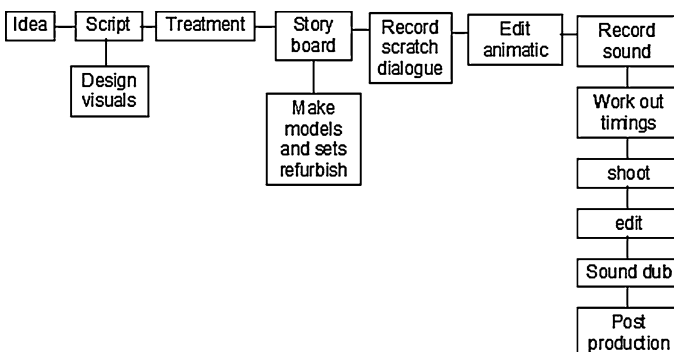 Idea
Script
Treatment
Story
board
Record
scratch
dialogue
Edit
animatic
Record
sound
Design
visuals
Make
models
and sets
refurbish
Work out
timings
shoot
edit
Sound dub
Post
production